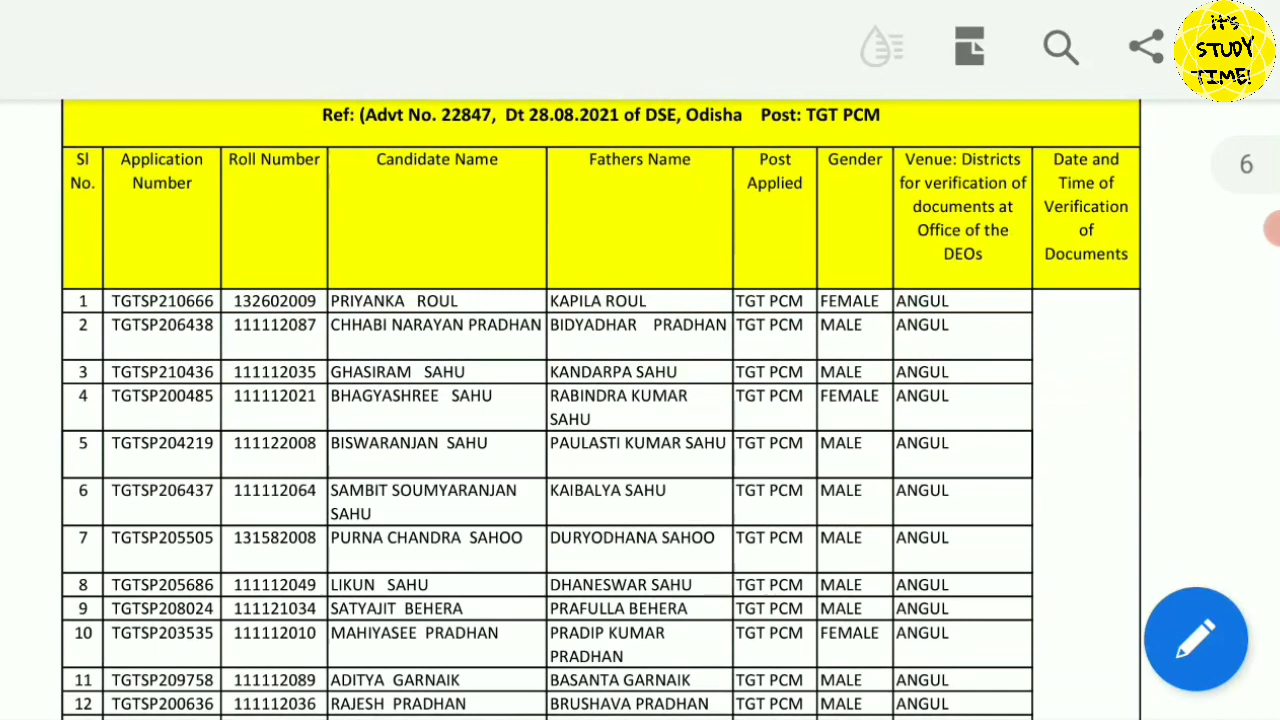 IT'S
STUDY
TIME!
Ref: (Advt No. 22847, Dt 28.08.2021 of DSE, Odisha Post: TGT PCM
6
Sl No. Application Number Roll Number Candidate Name Fathers Name Post Applied Gender Venue: Districts for verification of documents at Office of the DEOs Date and Time of Verification of Documents
1 TGTSP210666 132602009 PRIYANKA ROUL KAPILA ROUL TGT PCM FEMALE ANGUL
2 TGTSP206438 111112087 CHHABI NARAYAN PRADHAN BIDYADHAR PRADHAN TGT PCM MALE ANGUL
3 TGTSP210436 111112035 GHASIRAM SAHU KANDARPA SAHU TGT PCM MALE ANGUL
4 TGTSP200485 111112021 BHAGYASHREE SAHU RABINDRA KUMAR SAHU TGT PCM FEMALE ANGUL
5 TGTSP204219 111122008 BISWARANJAN SAHU PAULASTI KUMAR SAHU TGT PCM MALE ANGUL
6 TGTSP206437 111112064 SAMBIT SOUMYARANJAN SAHU KAIBALYA SAHU TGT PCM MALE ANGUL
7 TGTSP205505 131582008 PURNA CHANDRA SAHOO DURYODHANA SAHOO TGT PCM MALE ANGUL
8 TGTSP205686 111112049 LIKUN SAHU DHANESWAR SAHU TGT PCM MALE ANGUL
9 TGTSP208024 111121034 SATYAJIT BEHERA PRAFULLA BEHERA TGT PCM MALE ANGUL
10 TGTSP203535 111112010 MAHIYASEE PRADHAN PRADIP KUMAR PRADHAN TGT PCM FEMALE ANGUL
11 TGTSP209758 111112089 ADITYA GARNAIK BASANTA GARNAIK TGT PCM MALE ANGUL
12 TGTSP200636 111112036 RAJESH PRADHAN BRUSHAVA PRADHAN TGT PCM MALE ANGUL